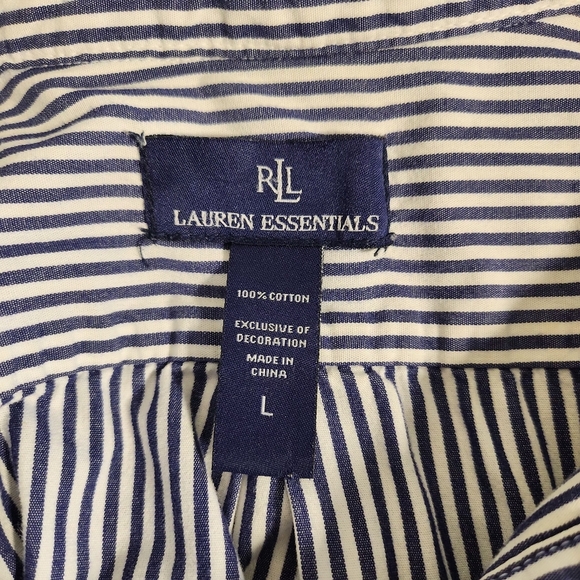 RLL
LAUREN ESSENTIALS
100% COTTON
EXCLUSIVE OF
DECORATION
MADE IN
CHINA
L